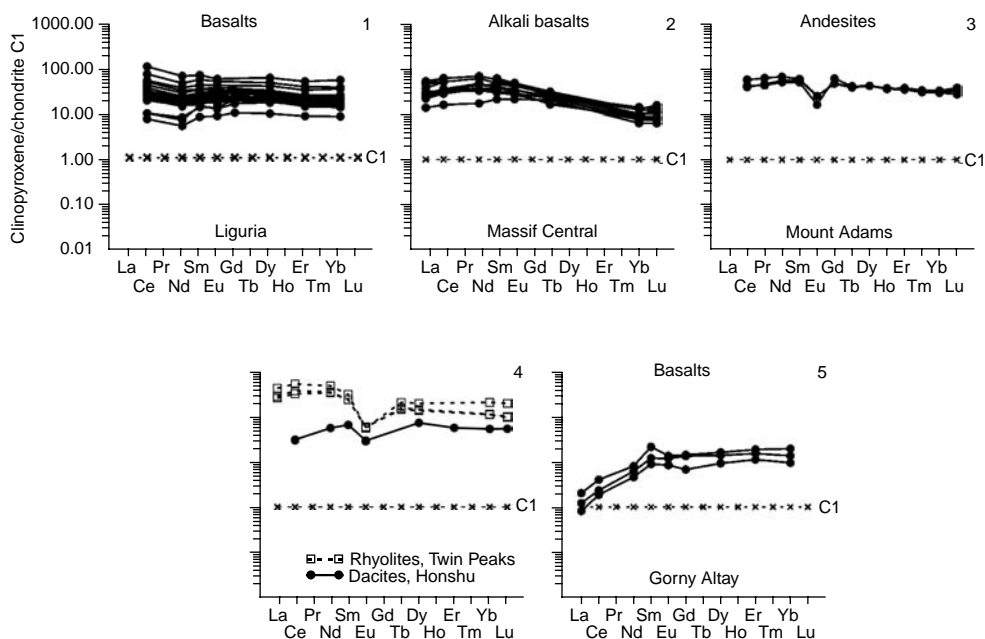 Clinopyroxene/chondrite C1
1000.00
100.00
10.00
1.00
0.10
0.01
Basalts
1
C1
Liguria
La Pr Sm Gd Dy Er Yb
Ce Nd Eu Tb Ho Tm Lu
Alkali basalts
2
C1
Massif Central
La Pr Nd Sm Gd Dy Er Yb
Ce Nd Eu Tb Ho Tm Lu
Andesites
3
C1
Mount Adams
La Pr Sm Gd Dy Er Yb
Ce Nd Eu Tb Ho Tm Lu
4
C1
Rhyolites, Twin Peaks
Dacites, Honshu
La Pr Sm Gd Dy Er Yb
Ce Nd Eu Tb Ho Tm Lu
Basalts
5
C1
Gorny Altay
La Pr Sm Gd Dy Er Yb
Ce Nd Eu Tb Ho Tm Lu